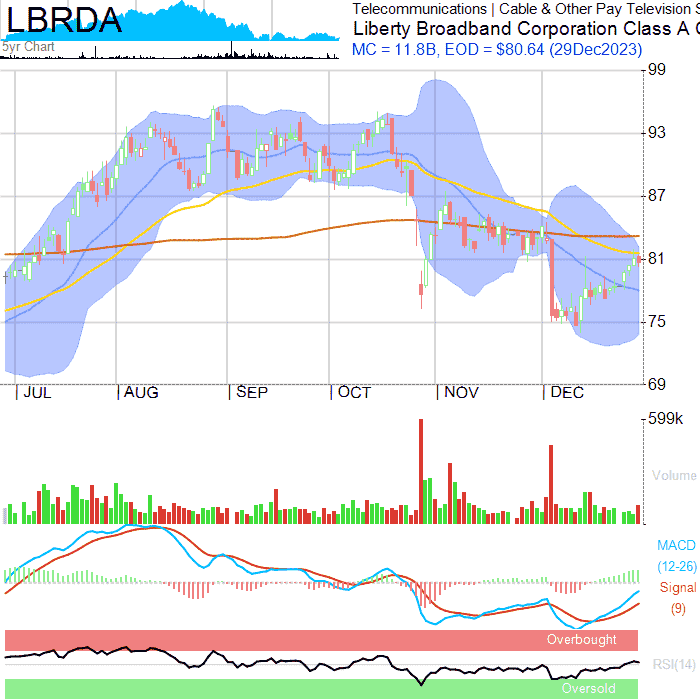 LBRDA
Telecommunications | Cable & Other Pay Television S
Liberty Broadband Corporation Class A C
MC = 11.8B, EOD = $80.64 (29Dec2023)
5yr Chart
99
93
87
81
75
69
JUL AUG SEP OCT NOV DEC
599k
Volume
MACD
(12-26)
Signal
(9)
Overbought
RSI(14)
Oversold